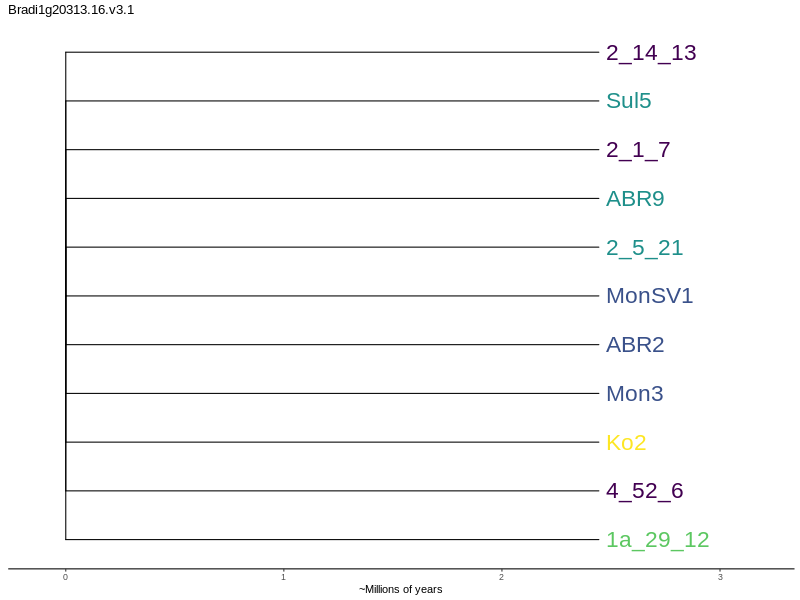 Bradi1g20313.16.v3.1
2_14_13
Sul5
2_1_7
ABR9
2_5_21
MonSV1
ABR2
Mon3
Ko2
4_52_6
1a_29_12
0 1 2 3
~Millions of years